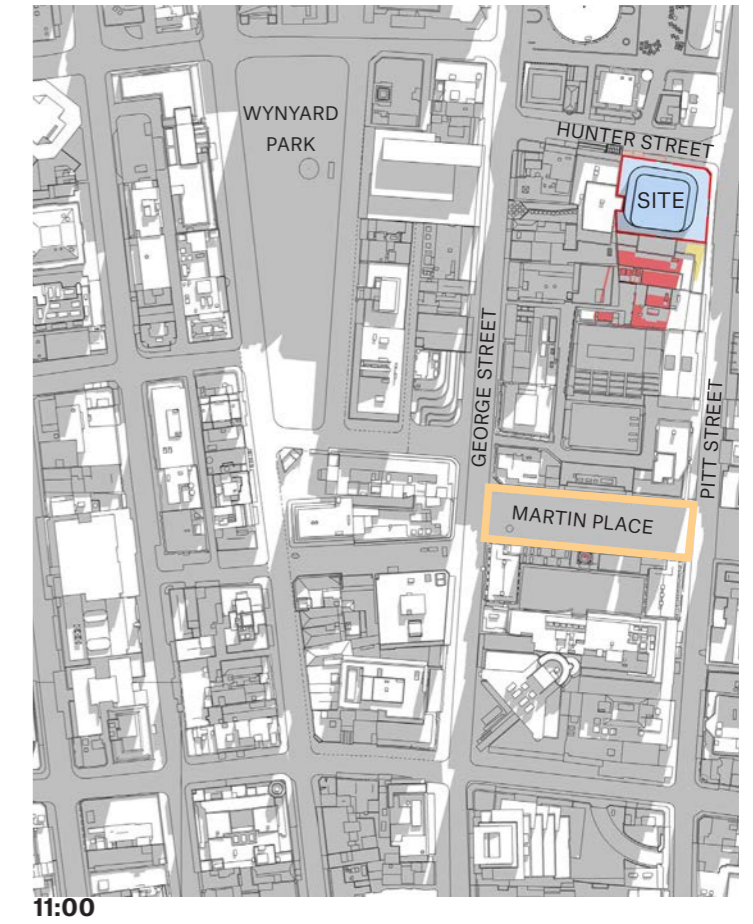 WYNYARD
PARK
HUNTER STREET
SITE
GEORGE STREET
PITT STREET
MARTIN PLACE
11:00